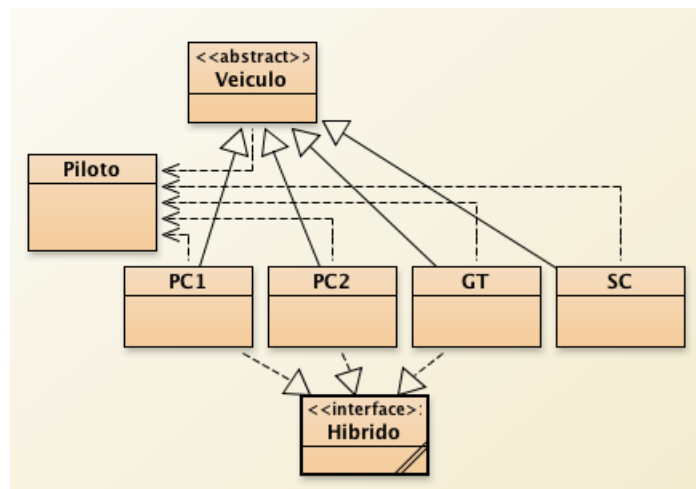 <<abstract>>
Veiculo
Piloto
PC1
PC2
GT
SC
<<interface>:
Hibrido